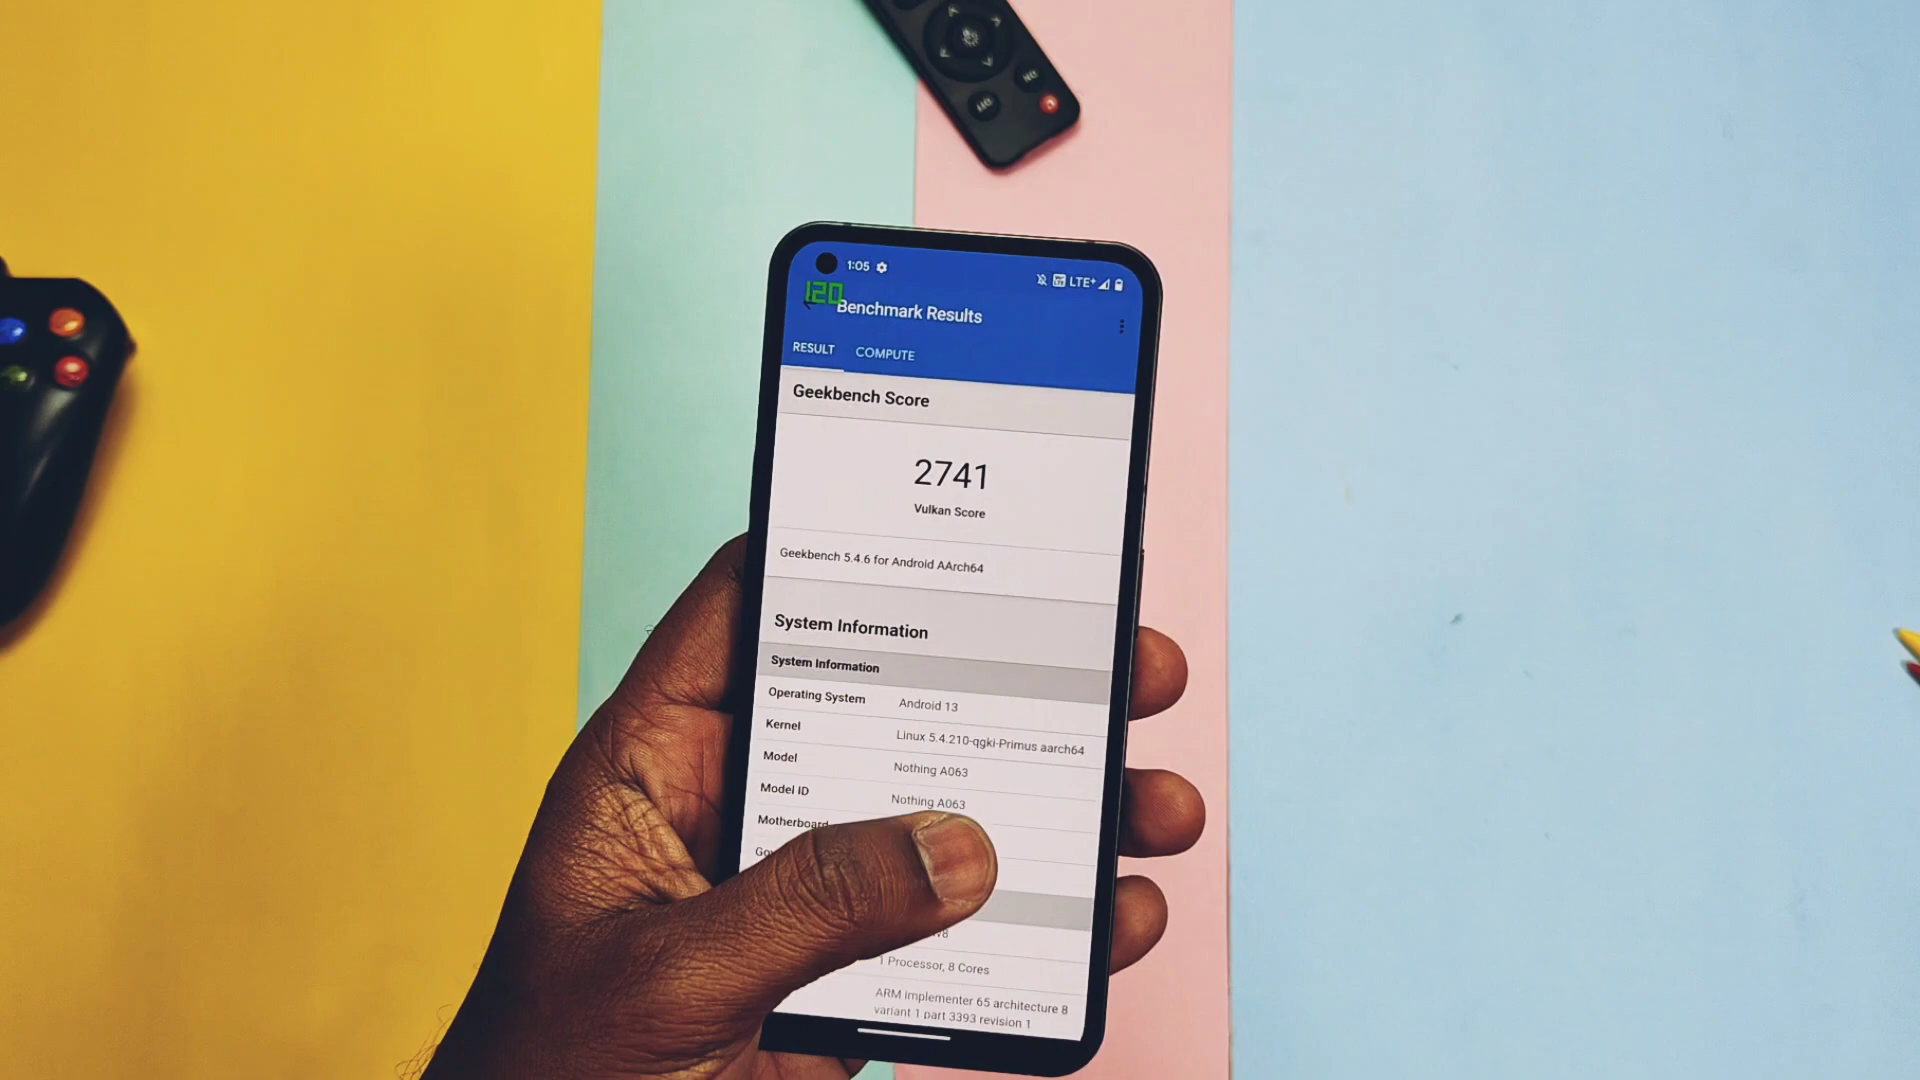 1:05
LTE+
120
Benchmark Results
RESULT COMPUTE
Geekbench Score
2741
Vulkan Score
Geekbench 5.4.6 for Android AArch64
System Information
System Information
Operating System Android 13
Kernel Linux 5.4.210-qgki-Primus aarch64
Model Nothing A063
Model ID Nothing A063
Motherboard
1 Processor, 8 Cores
ARM implementer 65 architecture 8
variant 1 part 3393 revision 1